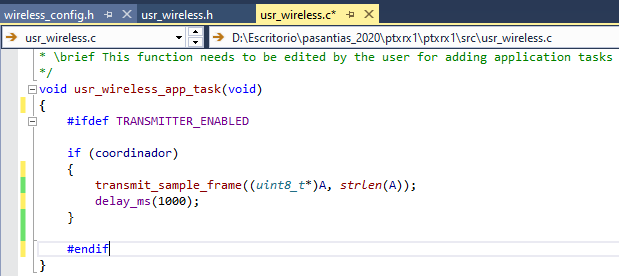 wireless_config.h usr_wireless.h usr_wireless.c*
usr_wireless.c D:\Escritorio\pasantias_2020\ptxrx1\ptxrx1\src\usr_wireless.c
* \brief This function needs to be edited by the user for adding application tasks
*/
void usr_wireless_app_task(void)
{
#ifdef TRANSMITTER_ENABLED
if (coordinador)
{
transmit_sample_frame((uint8_t*)A, strlen(A));
delay_ms(1000);
}
#endif
}